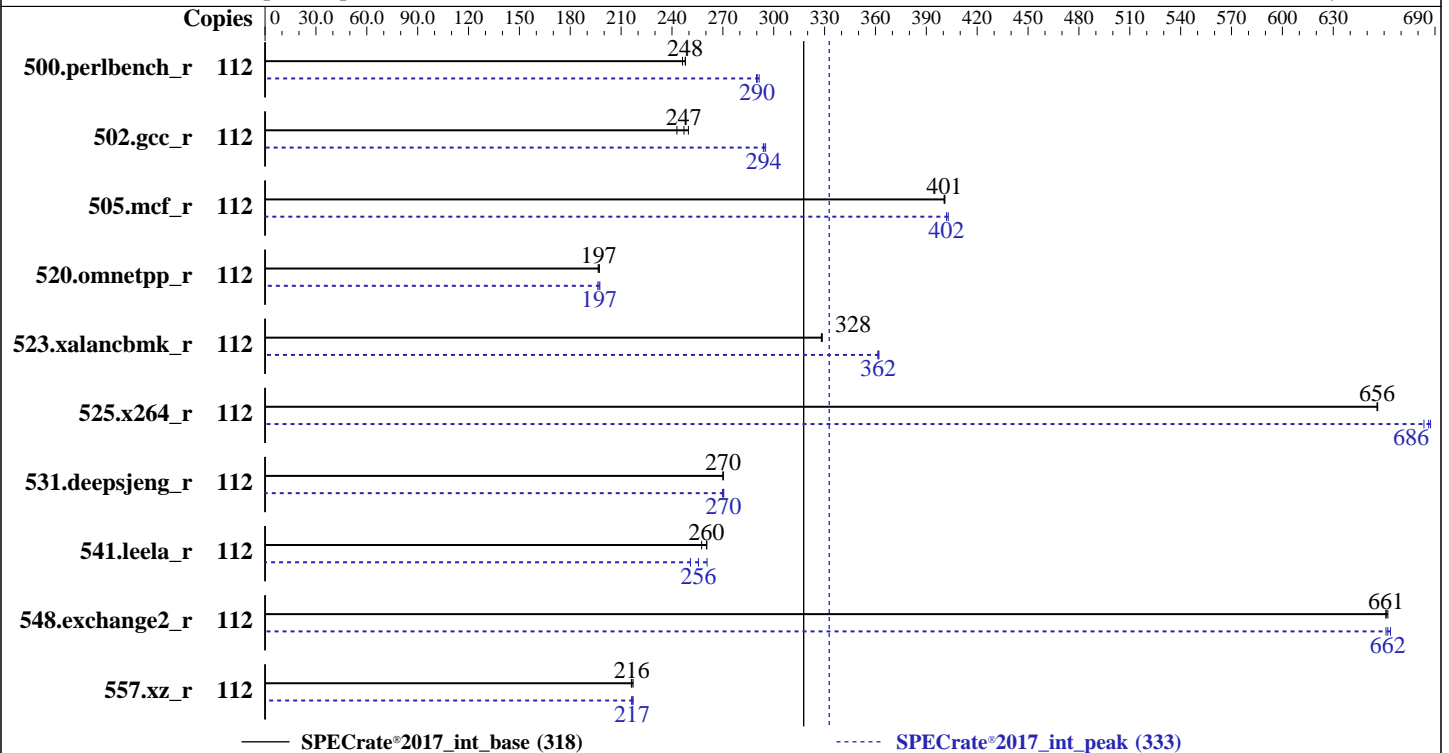 Copies 0 30.0 60.0 90.0 120 150 180 210 240 270 300 330 360 390 420 450 480 510 540 570 600 630 690
248
500.perlbench_r 112
290
247
502.gcc_r 112
294
401
505.mcf_r 112
402
197
520.omnetpp_r 112
197
328
523.xalancbmk_r 112
362
656
525.x264_r 112
686
270
531.deepsjeng_r 112
270
260
541.leela_r 112
256
661
548.exchange2_r 112
662
216
557.xz_r 112
217
SPECrate®2017_int_base (318) SPECrate®2017_int_peak (333)